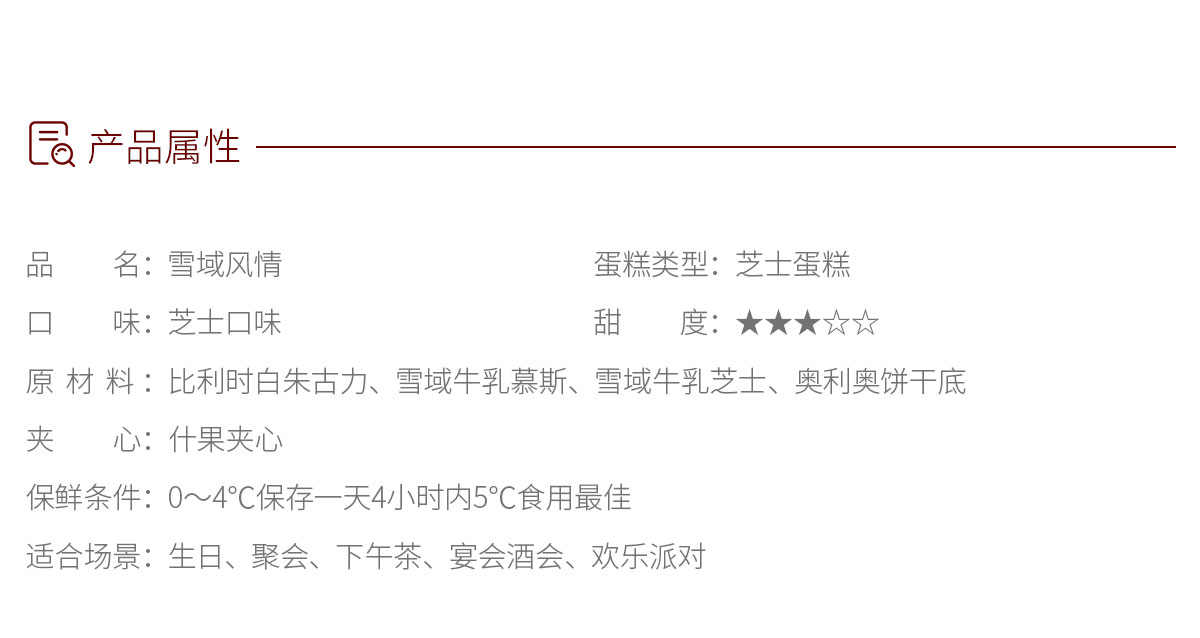 产品属性
品名：雪域风情 蛋糕类型：芝士蛋糕
口味：芝士口味 甜度：★★★☆☆
原材料：比利时白朱古力、雪域牛乳慕斯、雪域牛乳芝士、奥利奥饼干底
夹心：什果夹心
保鲜条件：0～4℃保存一天4小时内5℃食用最佳
适合场景：生日、聚会、下午茶、宴会酒会、欢乐派对